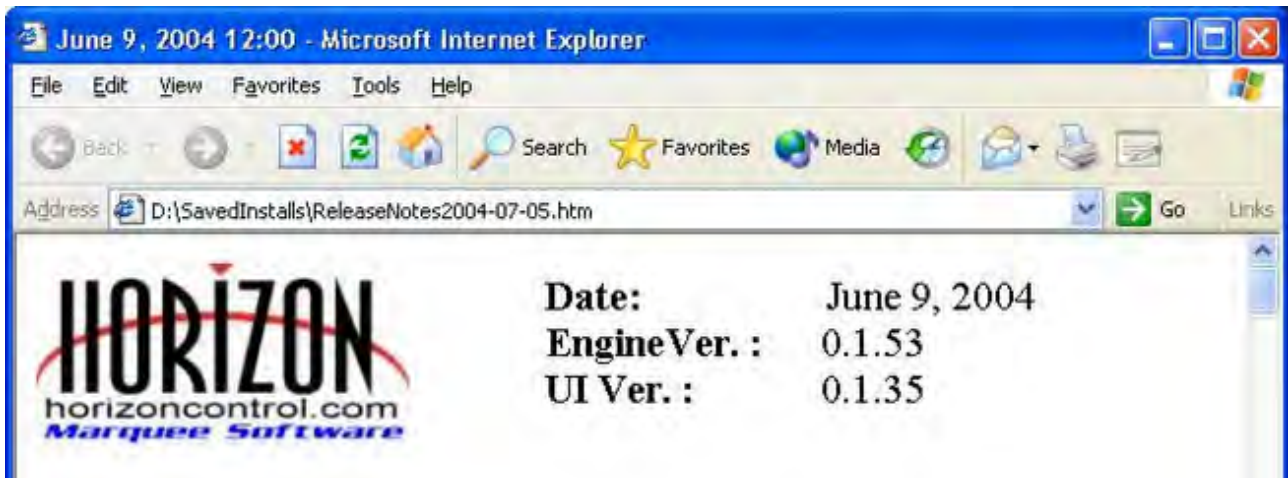 June 9, 2004 12:00 - Microsoft Internet Explorer
File Edit View Favorites Tools Help
Back Search Favorites Media
Address D:\SavedInstalls\ReleaseNotes2004-07-05.htm Go Links
HORIZON
horizoncontrol.com
Marquee Software
Date: June 9, 2004
EngineVer. : 0.1.53
UI Ver. : 0.1.35